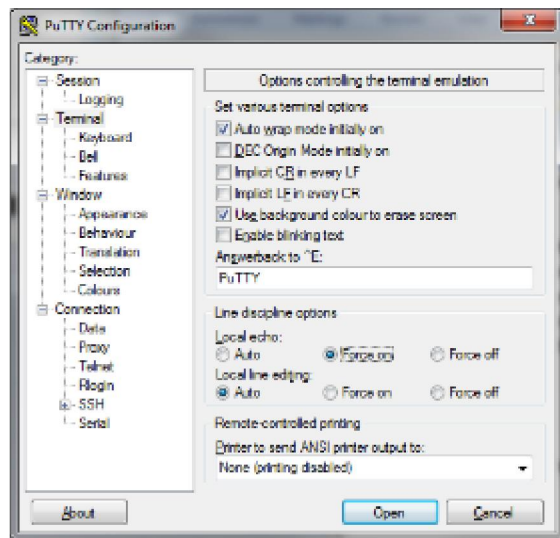 PuTTY Configuration
Category:
Session
Logging
Terminal
Keyboard
Bell
Features
Window
Appearance
Behaviour
Translation
Selection
Colours
Connection
Data
Proxy
Telnet
Rlogin
SSH
Serial
Options controlling the terminal emulation
Set various terminal options
Auto wrap mode initially on
DEC Origin Mode initially on
Implicit CR in every LF
Implicit LF in every CR
Use background colour to erase screen
Enable blinking text
Answerback to ^E:
PuTTY
Line discipline options
Local echo:
Auto Force on Force off
Local line editing:
Auto Force on Force off
Remote-controlled printing
Printer to send ANSI printer output to:
None (printing disabled)
About Open Cancel